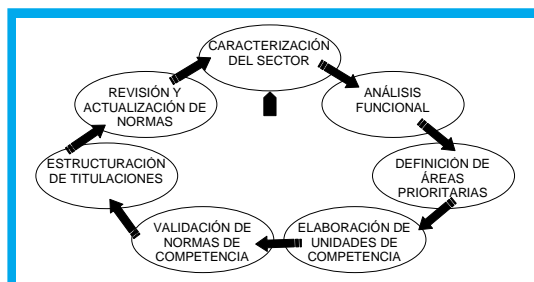 CARACTERIZACIÓN
DEL SECTOR
ANÁLISIS
FUNCIONAL
DEFINICIÓN DE
ÁREAS
PRIORITARIAS
ELABORACIÓN DE
UNIDADES DE
COMPETENCIA
VALIDACIÓN DE
NORMAS DE
COMPETENCIA
ESTRUCTURACIÓN
DE TITULACIONES
REVISIÓN Y
ACTUALIZACIÓN DE
NORMAS